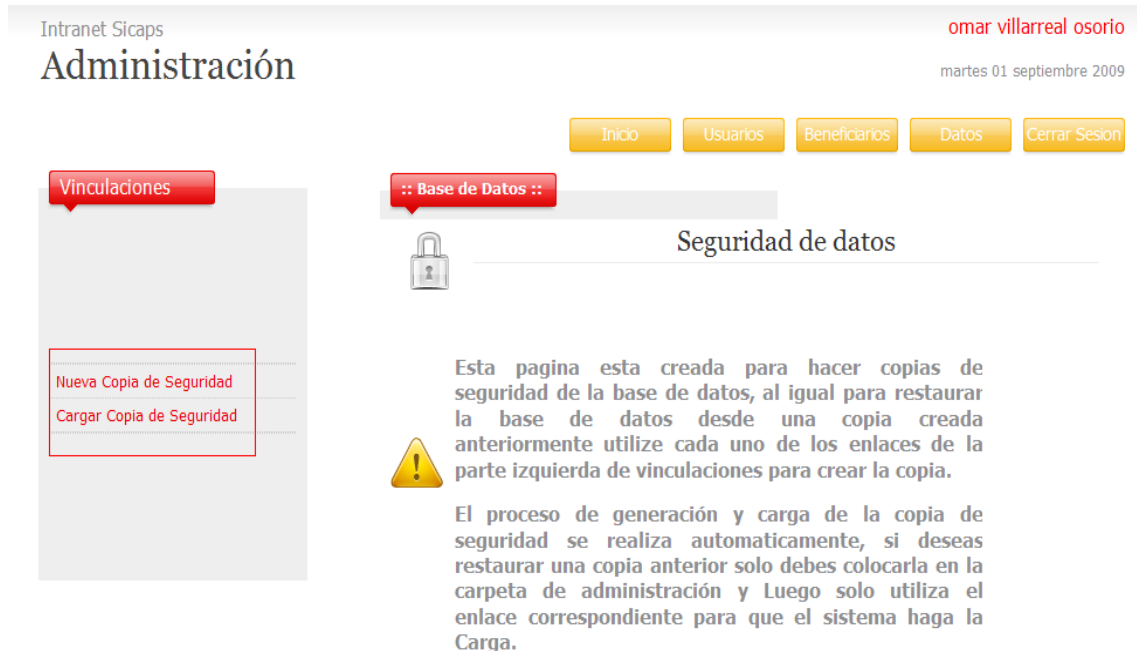 Intranet Sicaps
omar villarreal osorio
Administración
martes 01 septiembre 2009
Inicio
Usuarios
Beneficiarios
Datos
Cerrar Sesion
Vinculaciones
Nueva Copia de Seguridad
Cargar Copia de Seguridad
:: Base de Datos ::
Seguridad de datos
Esta pagina esta creada para hacer copias de
seguridad de la base de datos, al igual para restaurar
la base de datos desde una copia creada
anteriormente utilize cada uno de los enlaces de la
parte izquierda de vinculaciones para crear la copia.
El proceso de generación y carga de la copia de
seguridad se realiza automaticamente, si deseas
restaurar una copia anterior solo debes colocarla en la
carpeta de administración y Luego solo utiliza el
enlace correspondiente para que el sistema haga la
Carga.